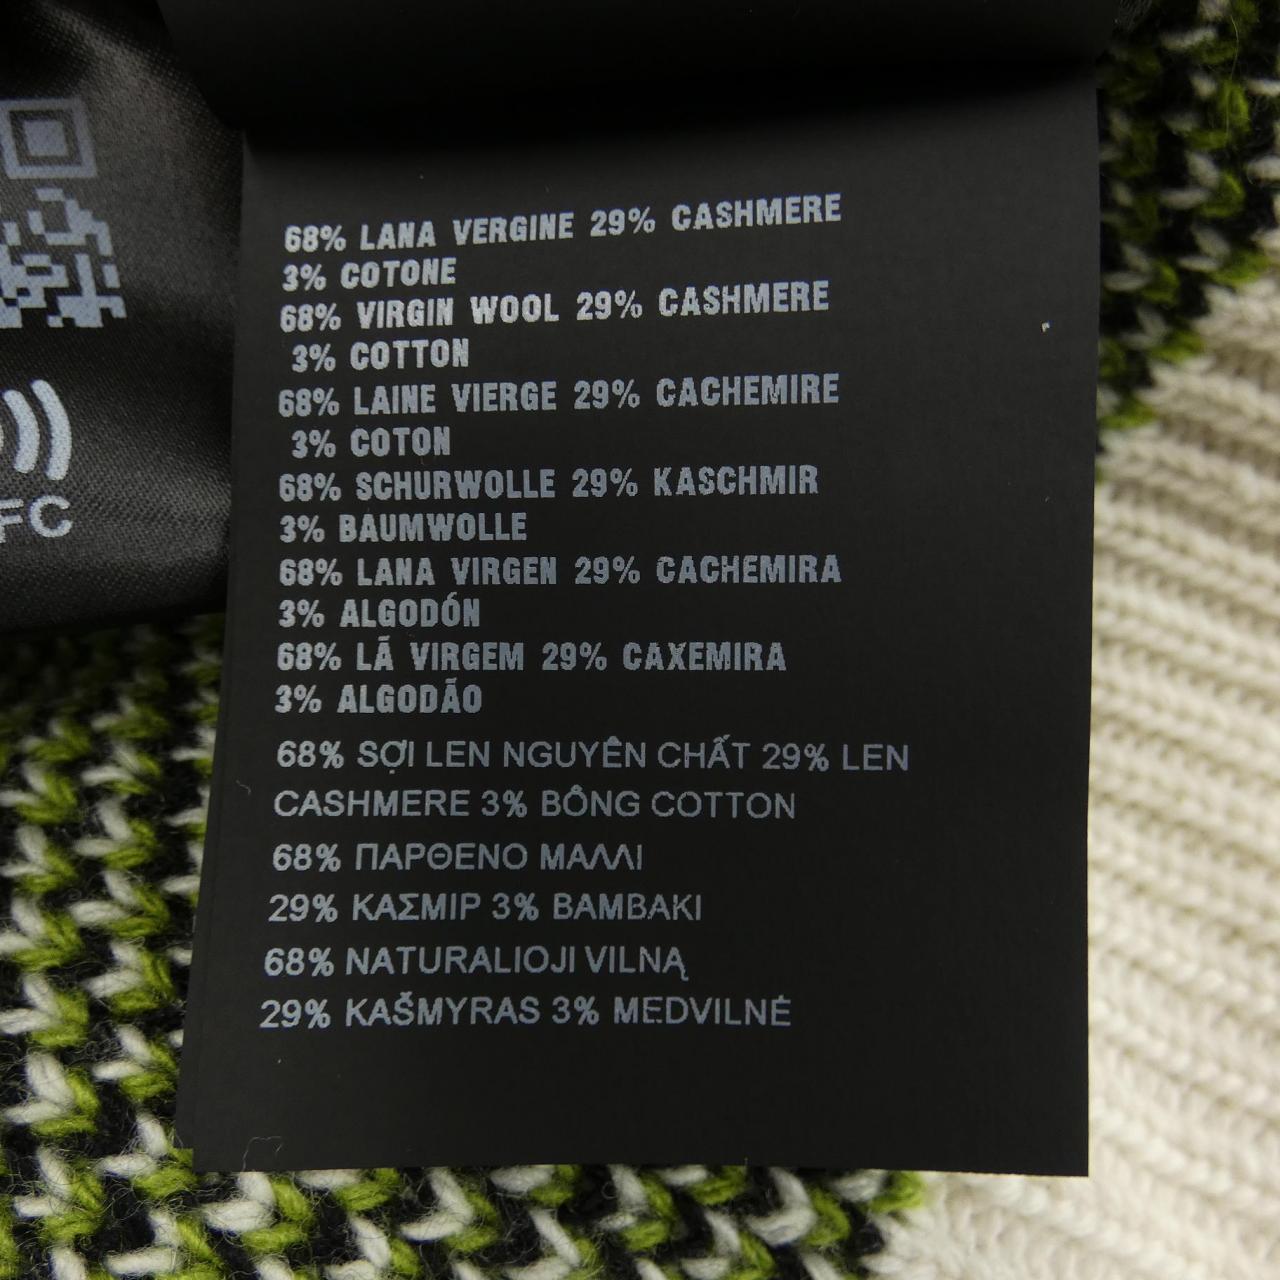 FC
68% LANA VERGINE 29% CASHMERE
3% COTONE
68% VIRGIN WOOL 29% CASHMERE
3% COTTON
68% LAINE VIERGE 29% CACHEMIRE
3% COTON
68% SCHURWOLLE 29% KASCHMIR
3% BAUMWOLLE
68% LANA VIRGEN 29% CACHEMIRA
3% ALGODÓN
68% LÃ VIRGEM 29% CAXEMIRA
3% ALGODÃO
68% SỢI LEN NGUYÊN CHẤT 29% LEN
CASHMERE 3% BÔNG COTTON
68% ΠΑΡΘΕΝΟ ΜΑΛΛΙ
29% ΚΑΣΜΙΡ 3% ΒΑΜΒΑΚΙ
68% NATURALIOJI VILNĄ
29% KAŠMYRAS 3% MEDVILNĖ